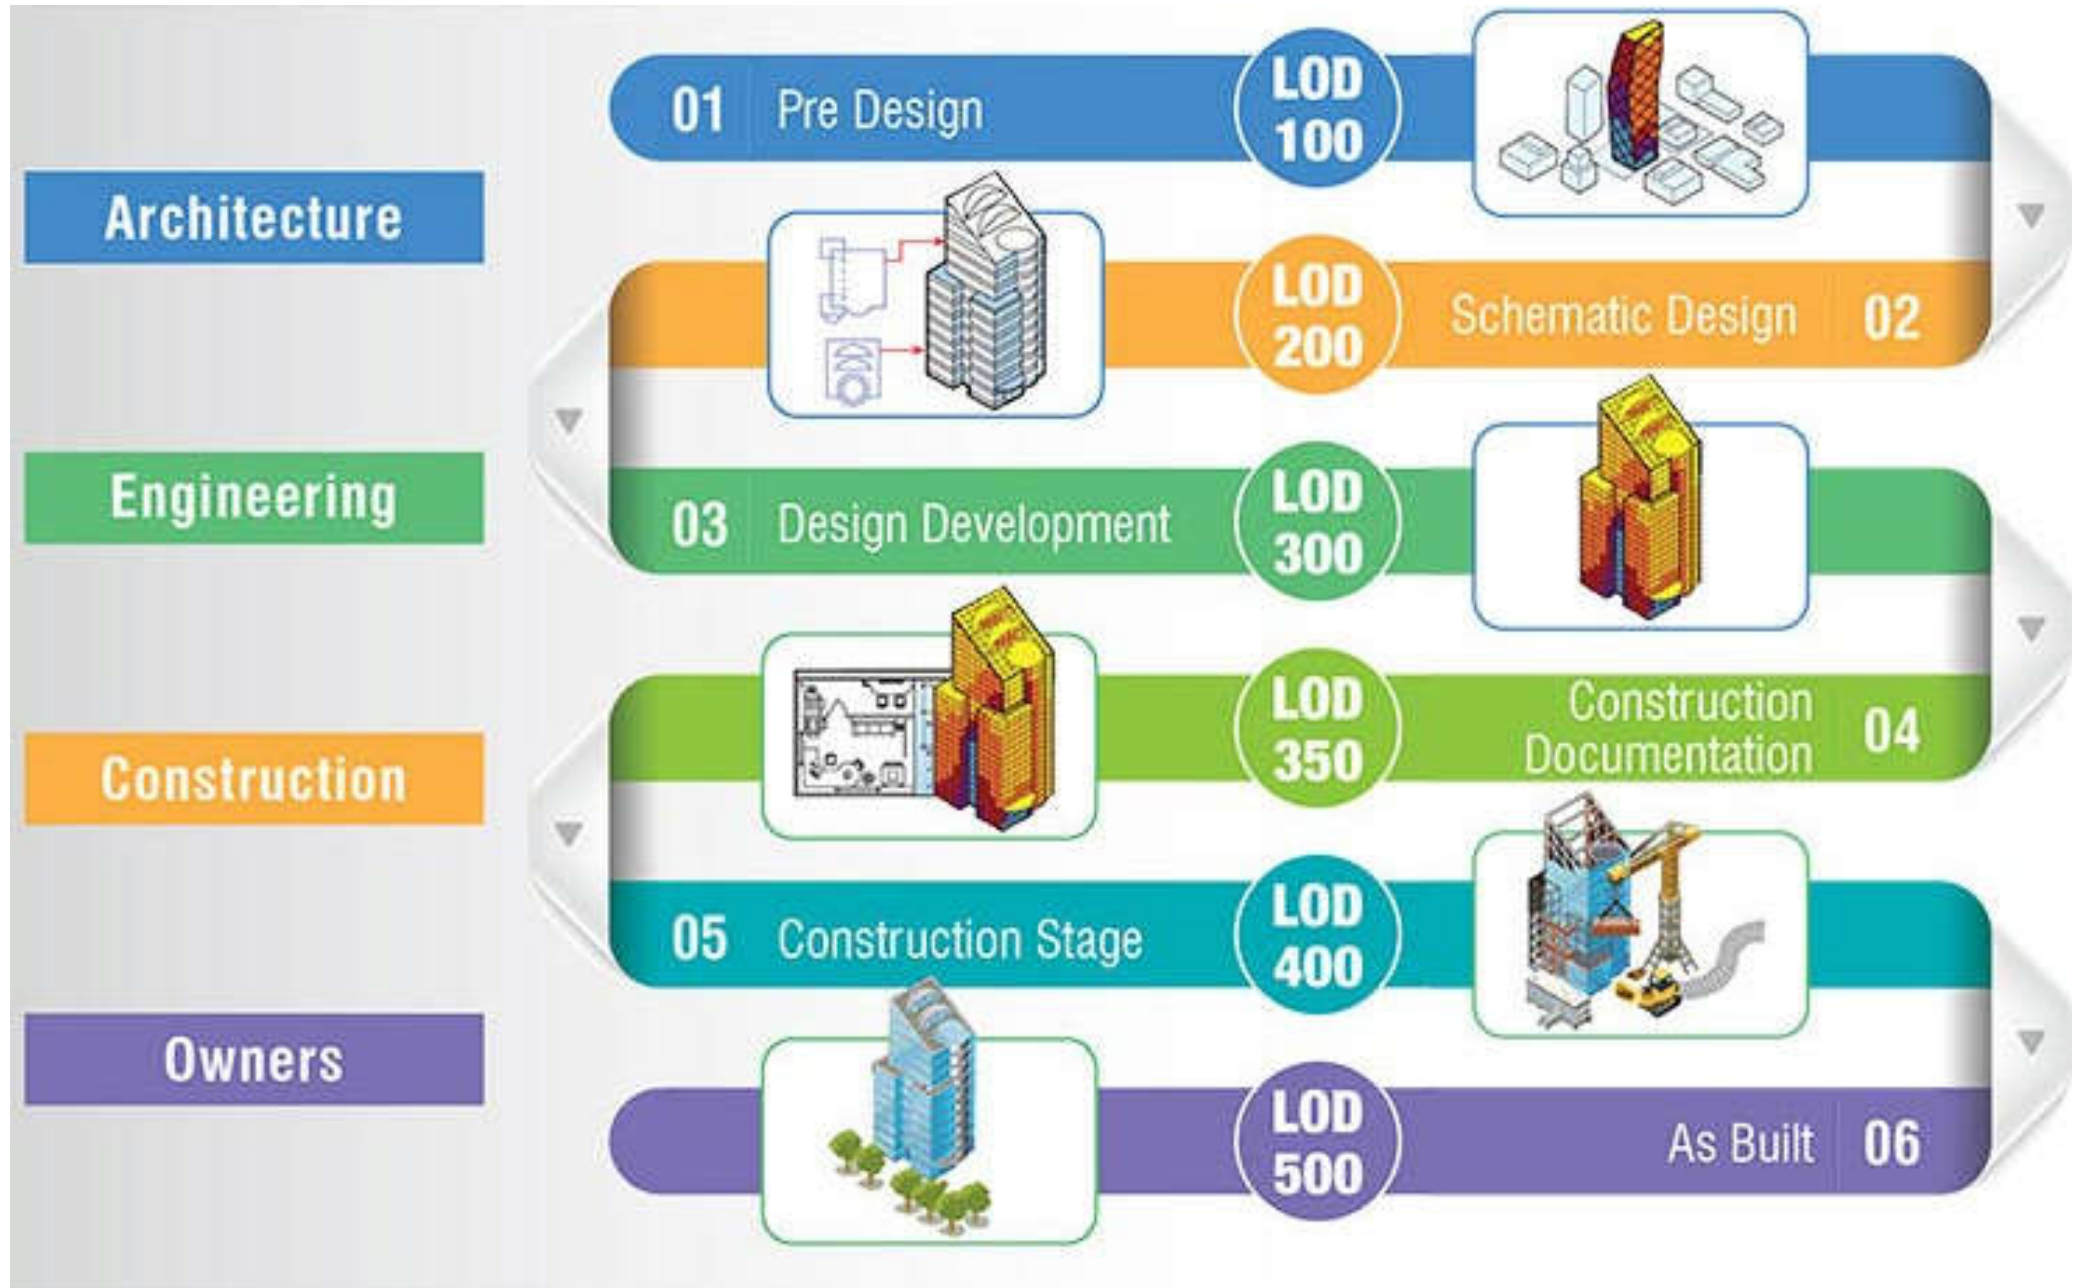 Architecture
Engineering
Construction
Owners
01 Pre Design
LOD
100
LOD
200
Schematic Design 02
03 Design Development
LOD
300
LOD
350
Construction
Documentation
04
05 Construction Stage
LOD
400
LOD
500
As Built 06